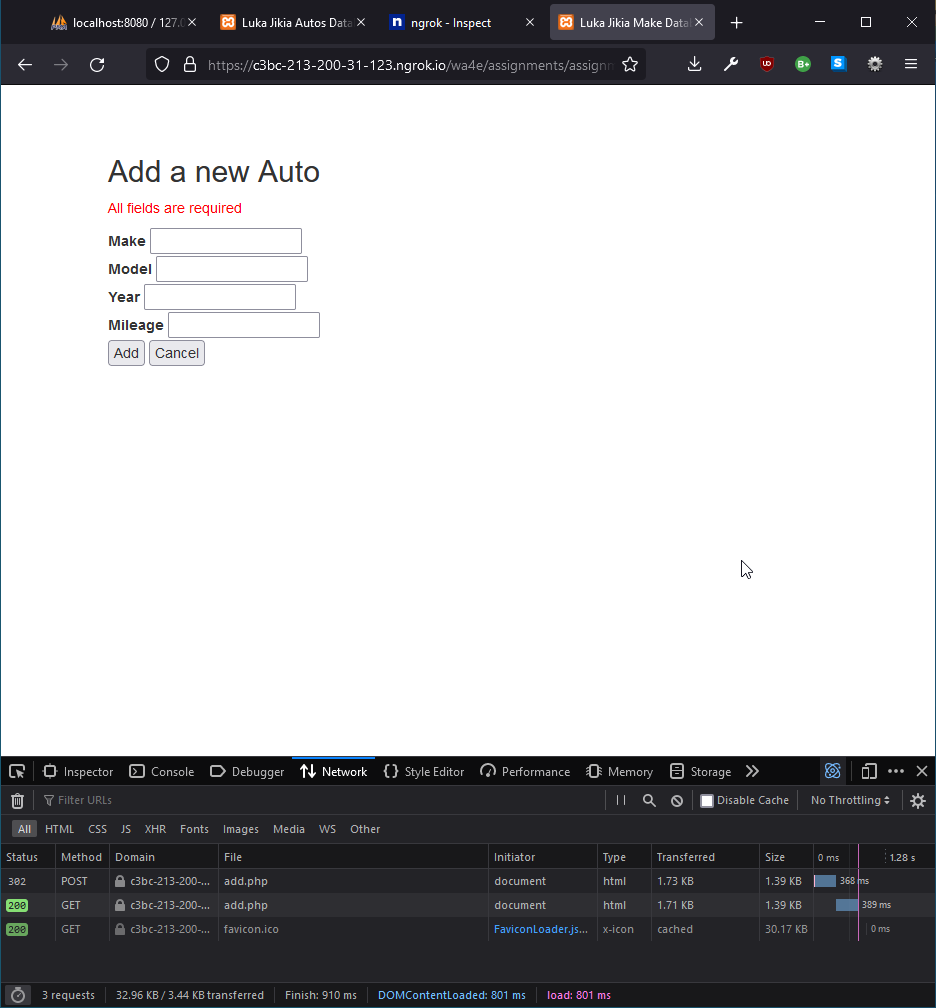 localhost:8080 / 127.0
Luka Jikia Autos Data
ngrok - Inspect
Luka Jikia Make Data
https://c3bc-213-200-31-123.ngrok.io/wa4e/assignments/assignm
Add a new Auto
All fields are required
Make
Model
Year
Mileage
Add Cancel
Inspector Console Debugger Network Style Editor Performance Memory Storage
Filter URLs Disable Cache No Throttling
All HTML CSS JS XHR Fonts Images Media WS Other
Status Method Domain File Initiator Type Transferred Size 0 ms 1.28 s
302 POST c3bc-213-200-... add.php document html 1.73 KB 1.39 KB 368 ms
200 GET c3bc-213-200-... add.php document html 1.71 KB 1.39 KB 389 ms
200 GET c3bc-213-200-... favicon.ico FaviconLoader.js... x-icon cached 30.17 KB 0 ms
3 requests 32.96 KB / 3.44 KB transferred Finish: 910 ms DOMContentLoaded: 801 ms load: 801 ms